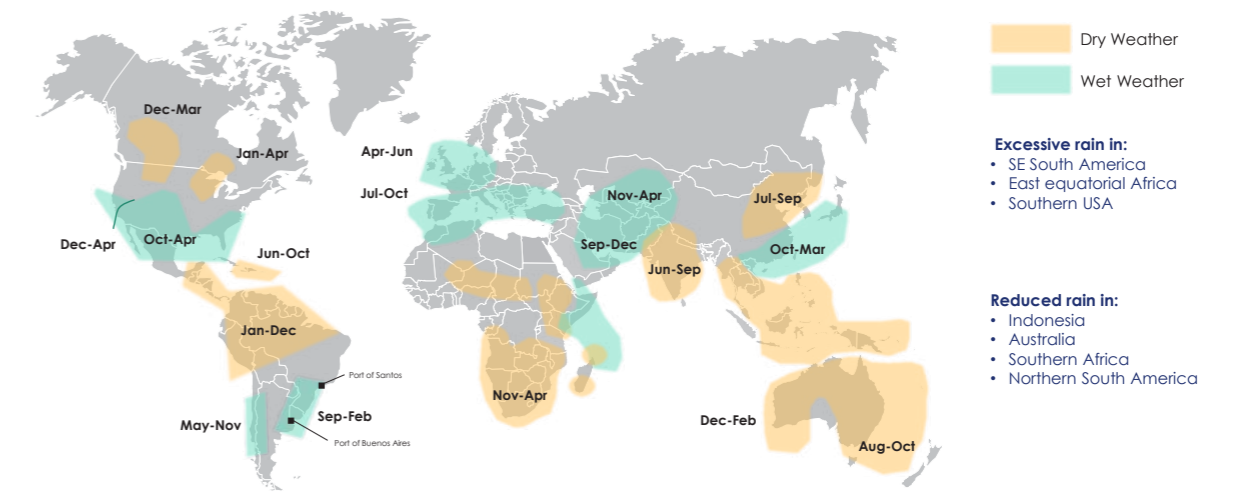 Dec-Mar
Jan-Apr
Apr-Jun
Jul-Oct
Nov-Apr
Jul-Sep
Dec-Apr
Oct-Apr
Jun-Oct
Sep-Dec
Jun-Sep
Oct-Mar
Jan-Dec
Port of Santos
Nov-Apr
May-Nov
Sep-Feb
Port of Buenos Aires
Dec-Feb
Aug-Oct
Dry Weather
Wet Weather
Excessive rain in:
• SE South America
• East equatorial Africa
• Southern USA
Reduced rain in:
• Indonesia
• Australia
• Southern Africa
• Northern South America